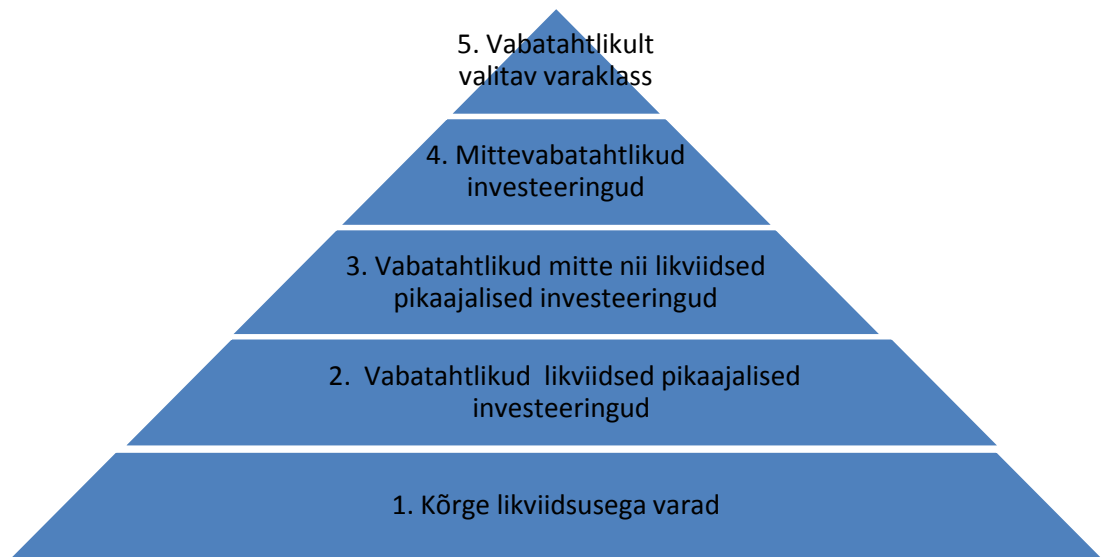 5. Vabatahtlikult
valitav varaklass
4. Mittevabatahtlikud
investeeringud
3. Vabatahtlikud mitte nii likviidsed
pikaajalised investeeringud
2. Vabatahtlikud likviidsed pikaajalised
investeeringud
1. Kõrge likviidsusega varad